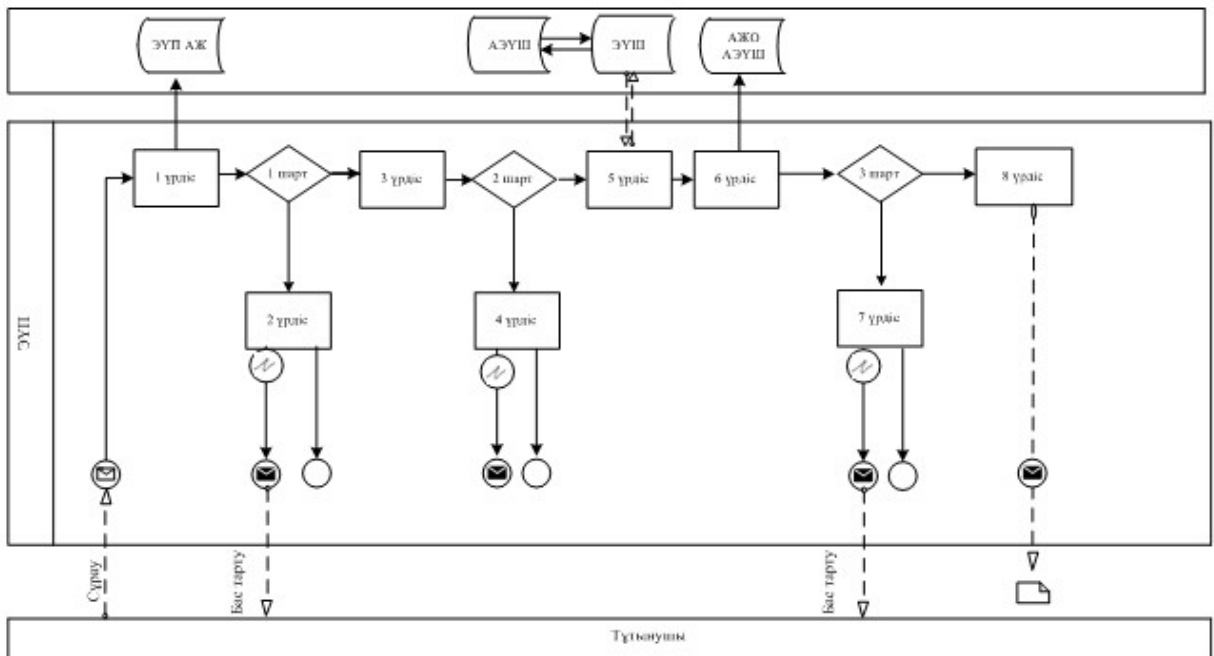 ЭҮП АЖ
АЭҮШ
ЭҮШ
АЖО
АЭҮШ
1 үрдіс
1 шарт
3 үрдіс
2 шарт
5 үрдіс
6 үрдіс
3 шарт
8 үрдіс
2 үрдіс
4 үрдіс
7 үрдіс
ЭҮП
Сұрау
Бас тарту
Бас тарту
Тұтынушы